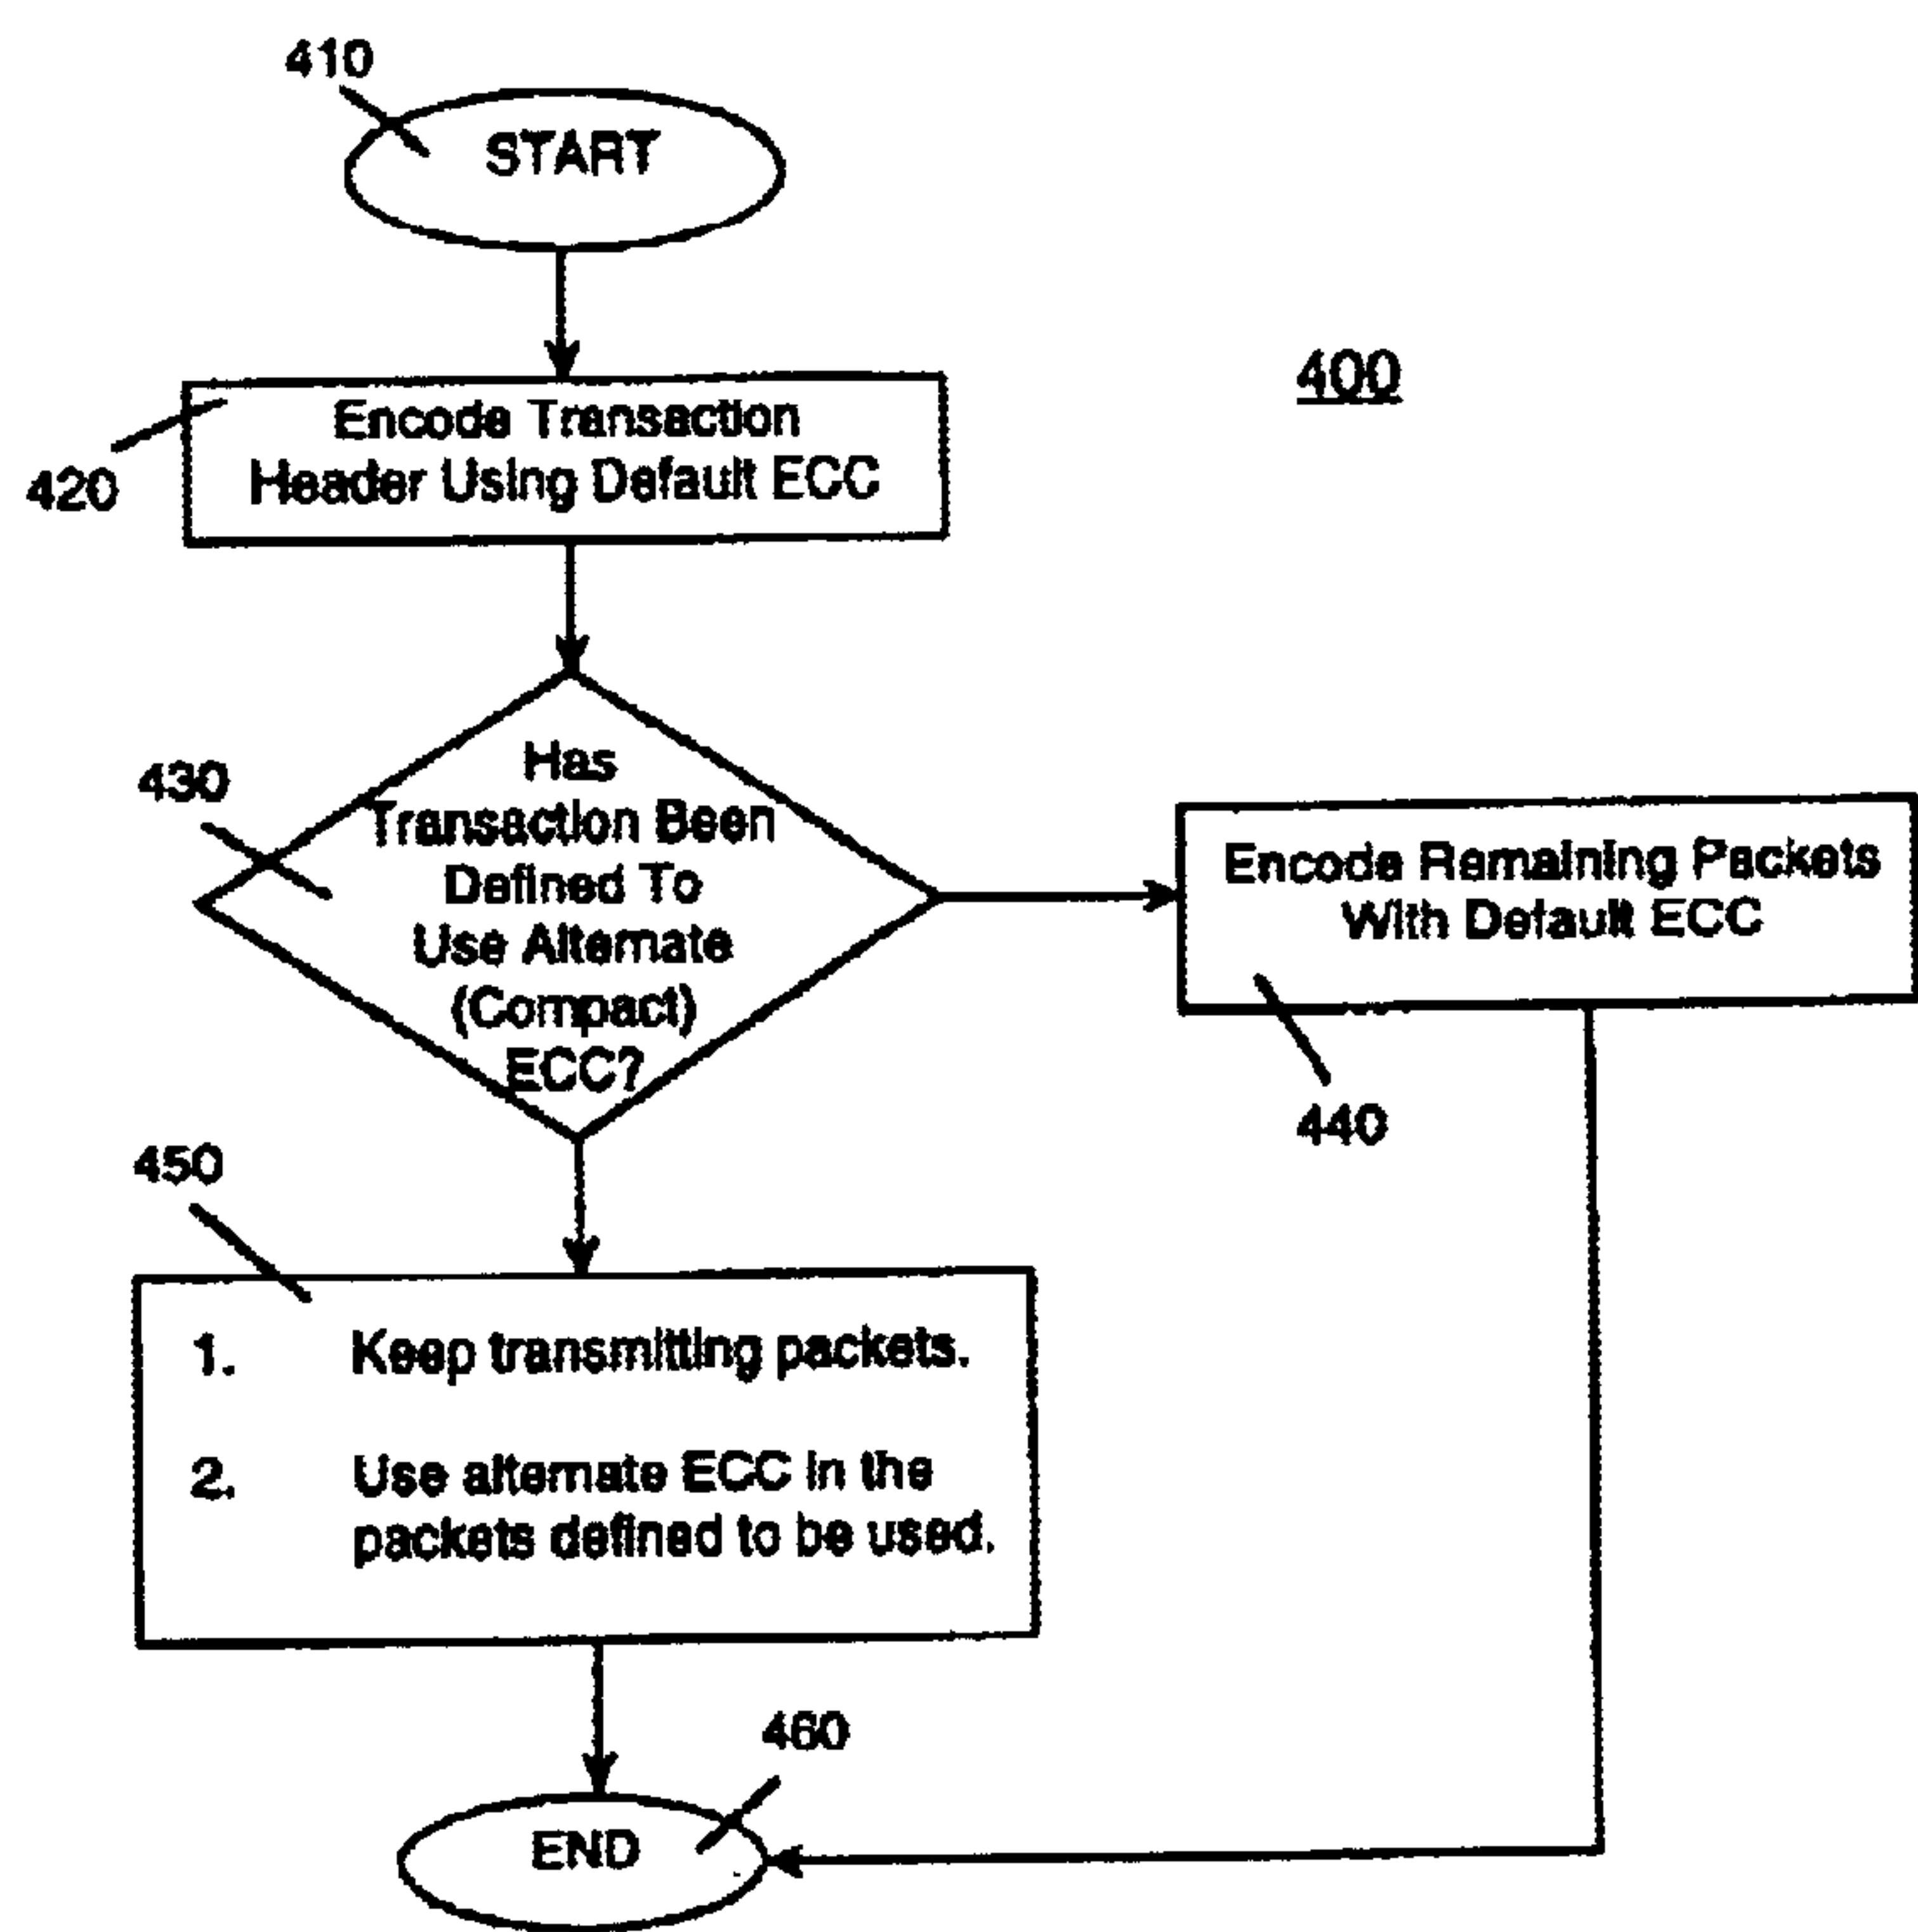 410
START
400
Encode Transaction
Header Using Default ECC
420
Has
Transaction Been
Defined To
Use Alternate
(Compact)
ECC?
430
Encode Remaining Packets
With Default ECC
440
450
1. Keep transmitting packets.
2. Use alternate ECC in the
packets defined to be used.
460
END